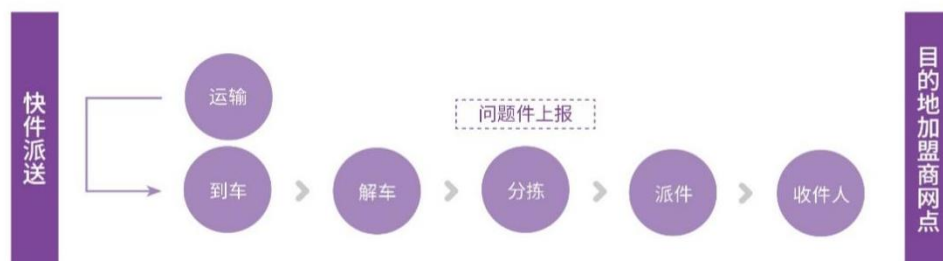 快件派送
运输
问题件上报
到车
解车
分拣
派件
收件人
目的地加盟商网点